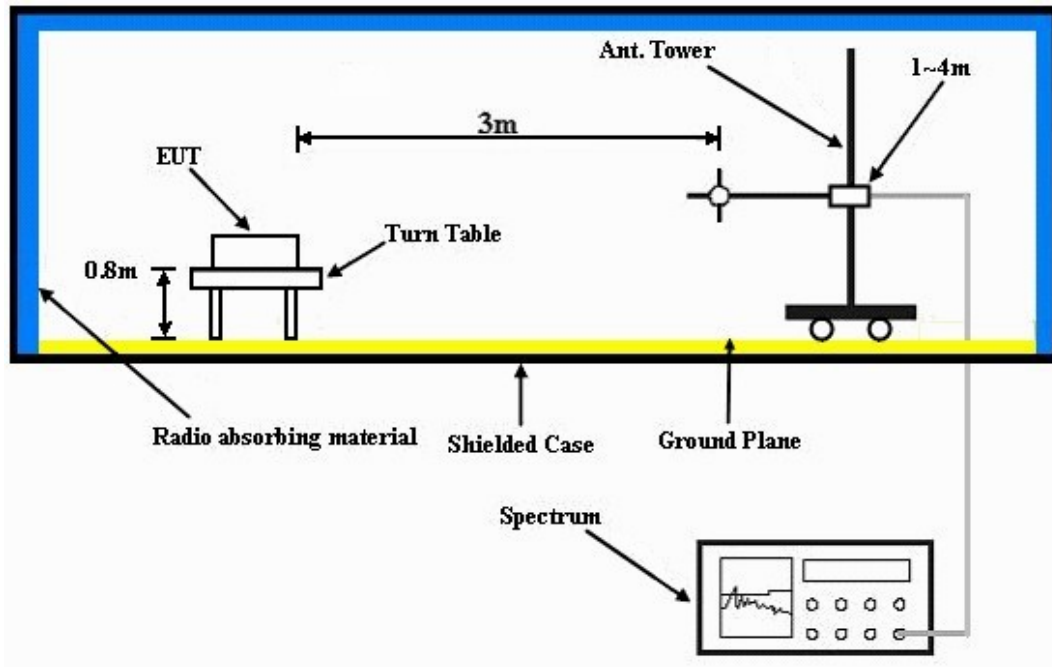 Ant. Tower
1~4m
3m
EUT
Turn Table
0.8m
Radio absorbing material
Shielded Case
Ground Plane
Spectrum